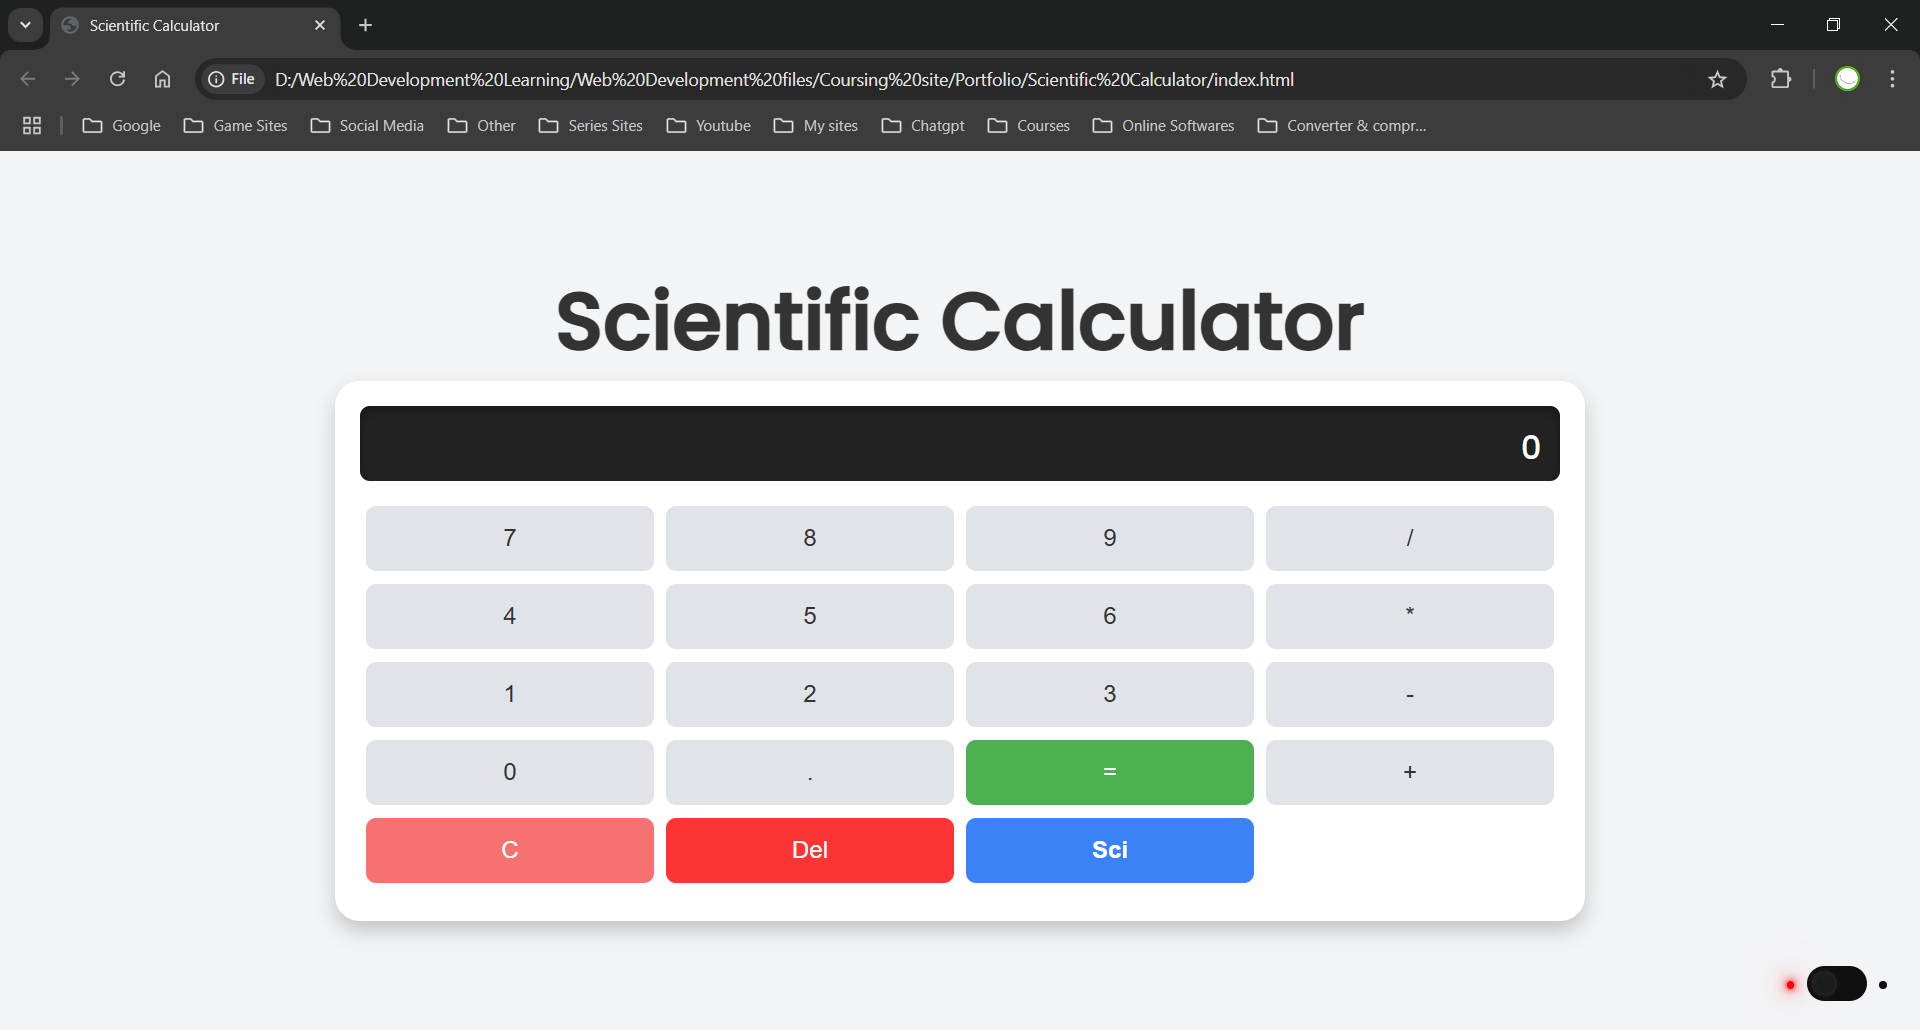 Scientific Calculator
File D:/Web%20Development%20Learning/Web%20Development%20files/Coursing%20site/Portfolio/Scientific%20Calculator/index.html
Google Game Sites Social Media Other Series Sites Youtube My sites Chatgpt Courses Online Softwares Converter & compr...
Scientific Calculator
0
7 8 9 /
4 5 6 *
1 2 3 -
0 . = +
C Del Sci